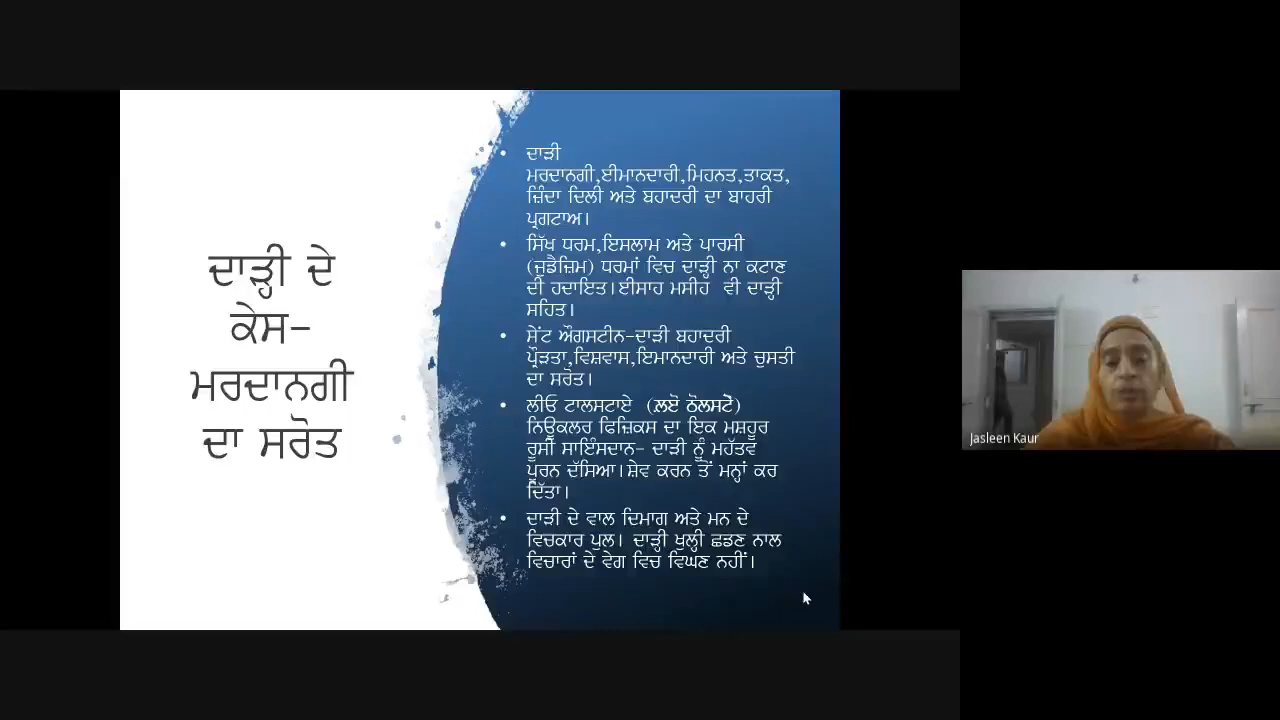 ਦਾੜ੍ਹੀ ਦੇ
ਕੇਸ-
ਮਰਦਾਨਗੀ
ਦਾ ਸਰੋਤ
• ਦਾੜੀ
ਮਰਦਾਨਗੀ,ਈਮਾਨਦਾਰੀ,ਮਿਹਨਤ,ਤਾਕਤ,
ਜ਼ਿੰਦਾ ਦਿਲੀ ਅਤੇ ਬਹਾਦਰੀ ਦਾ ਬਾਹਰੀ
ਪ੍ਰਗਟਾਅ।
• ਸਿੱਖ ਧਰਮ,ਇਸਲਾਮ ਅਤੇ ਪਾਰਸੀ
(ਜੁਡੈਜ਼ਿਮ) ਧਰਮਾਂ ਵਿਚ ਦਾੜ੍ਹੀ ਨਾ ਕਟਾਣ
ਦੀ ਹਦਾਇਤ।ਈਸਾਹ ਮਸੀਹ ਵੀ ਦਾੜ੍ਹੀ
ਸਹਿਤ।
• ਸੇਂਟ ਔਗਸਟੀਨ-ਦਾੜੀ ਬਹਾਦਰੀ
ਪ੍ਰੌੜਤਾ,ਵਿਸ਼ਵਾਸ,ਇਮਾਨਦਾਰੀ ਅਤੇ ਚੁਸਤੀ
ਦਾ ਸਰੋਤ।
• ਲੀਓ ਟਾਲਸਟਾਏ (ਲਓ ਠੋਲਸਟੋ)
ਨਿਊਕਲਰ ਫਿਜ਼ਿਕਸ ਦਾ ਇਕ ਮਸ਼ਹੂਰ
ਰੂਸੀ ਸਾਇੰਸਦਾਨ- ਦਾੜੀ ਨੂੰ ਮਹੱਤਵ
ਪੂਰਨ ਦੱਸਿਆ।ਸ਼ੇਵ ਕਰਨ ਤੋਂ ਮਨ੍ਹਾਂ ਕਰ
ਦਿੱਤਾ।
• ਦਾੜੀ ਦੇ ਵਾਲ ਦਿਮਾਗ ਅਤੇ ਮਨ ਦੇ
ਵਿਚਕਾਰ ਪੁਲ। ਦਾੜ੍ਹੀ ਖੁਲ੍ਹੀ ਛਡਣ ਨਾਲ
ਵਿਚਾਰਾਂ ਦੇ ਵੇਗ ਵਿਚ ਵਿਘਣ ਨਹੀਂ।
Jasleen Kaur